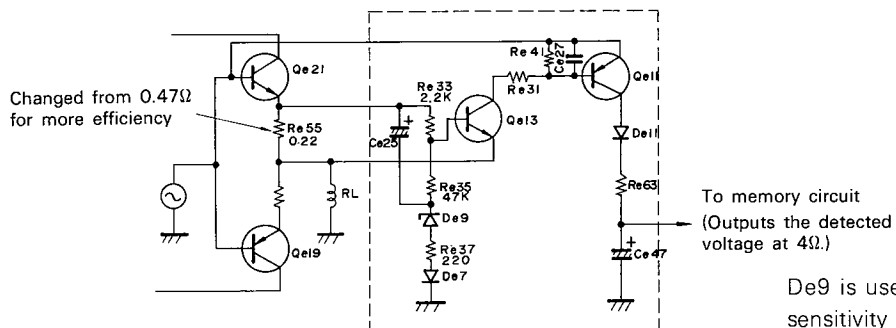 Re41
Ce27
Qe21
Re33
2.2K
Qe11
Re31
Changed from 0.47Ω
for more efficiency
Qe13
De11
Re55
0.22
Ce25
Re35
47K
Re63
RL
To memory circuit
(Outputs the detected
voltage at 4Ω.)
De9
Qe19
Re37
220
Ce47
De7
De9 is use
sensitivity